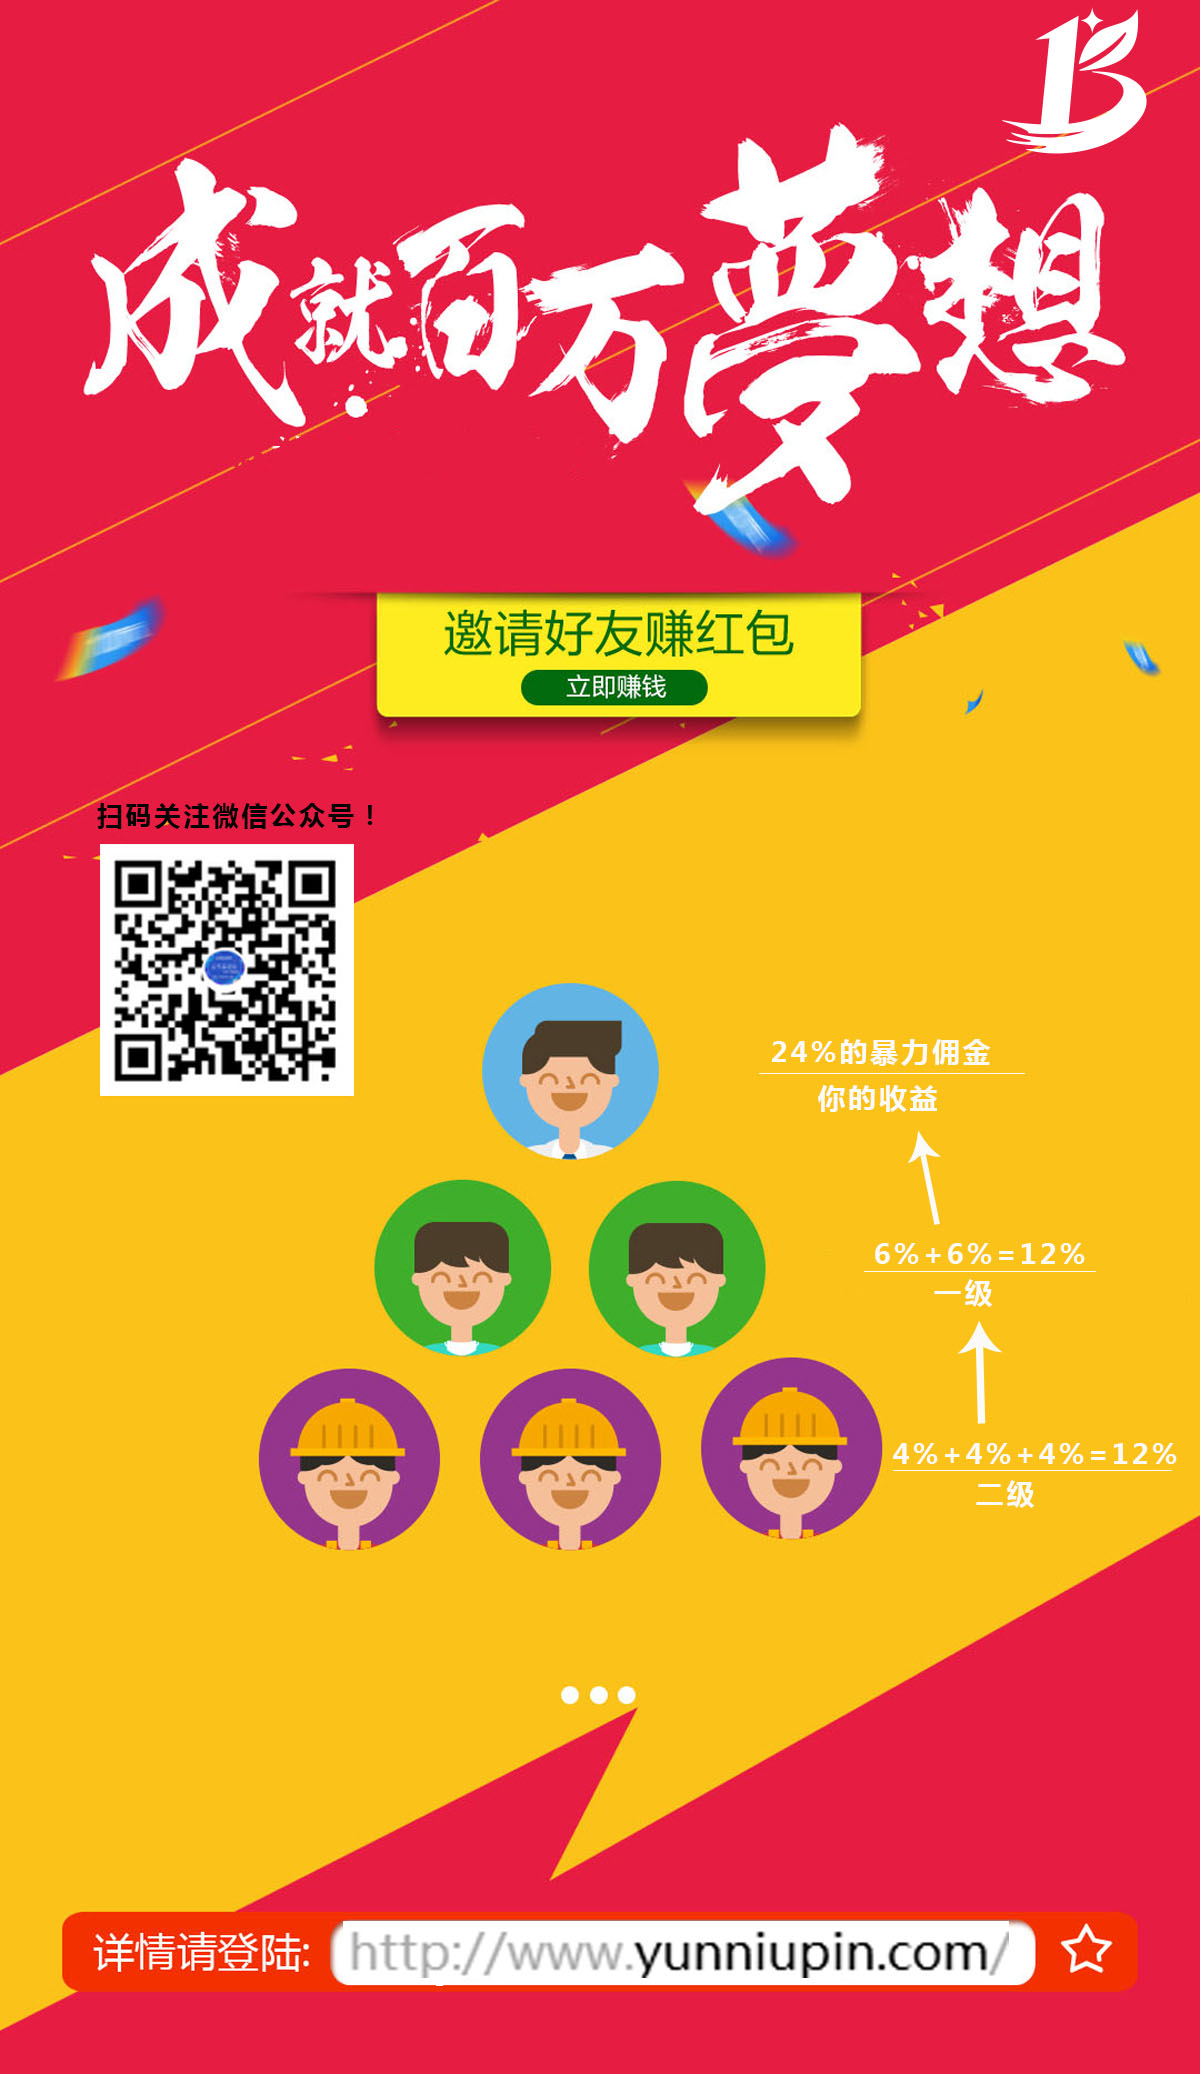 成就百万夢想
邀请好友赚红包
立即赚钱
扫码关注微信公众号！
24%的暴力佣金
你的收益
6%+6%=12%
一级
4%+4%+4%=12%
二级
详情请登陆: http://www.yunniupin.com/